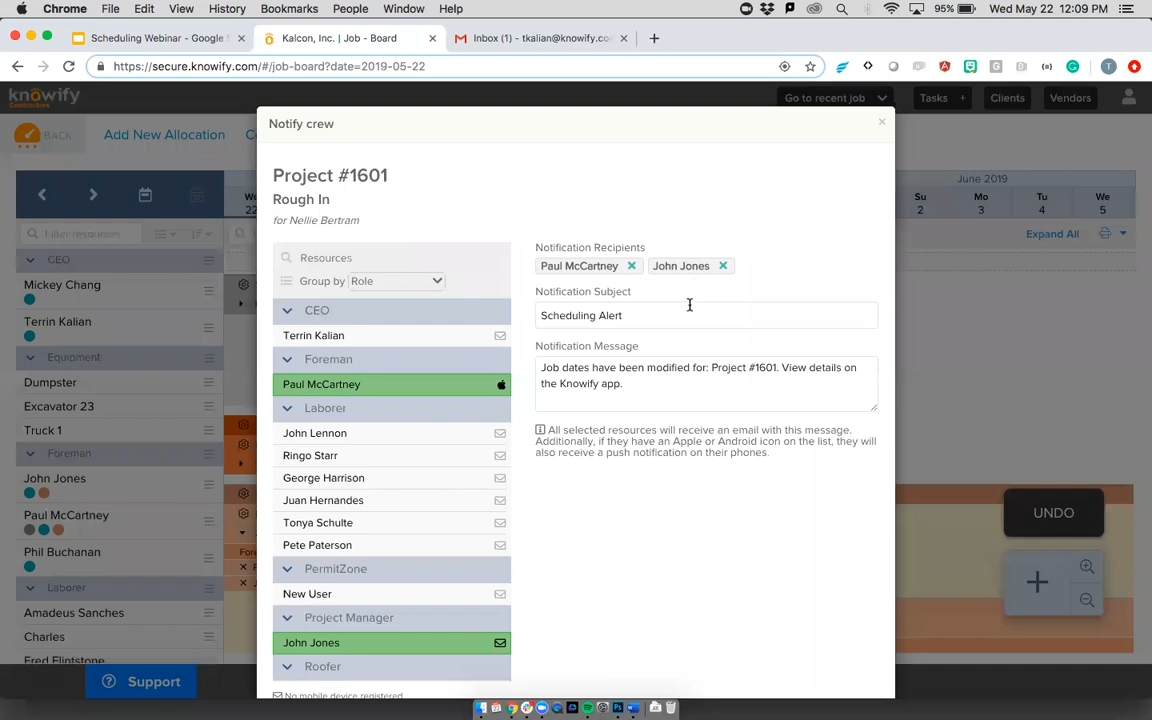 Chrome File Edit View History Bookmarks People Window Help 95% Wed May 22 12:09 PM
Scheduling Webinar - Google S Kalcon, Inc. | Job - Board Inbox (1) - tkalian@knowify.co
https://secure.knowify.com/#/job-board?date=2019-05-22
knowify
Contractors
Go to recent job Tasks + Clients Vendors
BACK Add New Allocation
Notify crew
Project #1601
Rough In
for Nellie Bertram
June 2019
We Su Mo Tu We
22 2 3 4 5
Filter resources
Expand All
CEO
Mickey Chang
Terrin Kalian
Equipment
Dumpster
Excavator 23
Truck 1
Foreman
John Jones
Paul McCartney
Phil Buchanan
Laborer
Amadeus Sanches
Charles
Fred Flintstone
Support
Resources
Group by Role
CEO
Terrin Kalian
Foreman
Paul McCartney
Laborer
John Lennon
Ringo Starr
George Harrison
Juan Hernandes
Tonya Schulte
Pete Paterson
PermitZone
New User
Project Manager
John Jones
Roofer
No mobile device registered
Notification Recipients
Paul McCartney John Jones
Notification Subject
Scheduling Alert
Notification Message
Job dates have been modified for: Project #1601. View details on
the Knowify app.
All selected resources will receive an email with this message.
Additionally, if they have an Apple or Android icon on the list, they will
also receive a push notification on their phones.
UNDO